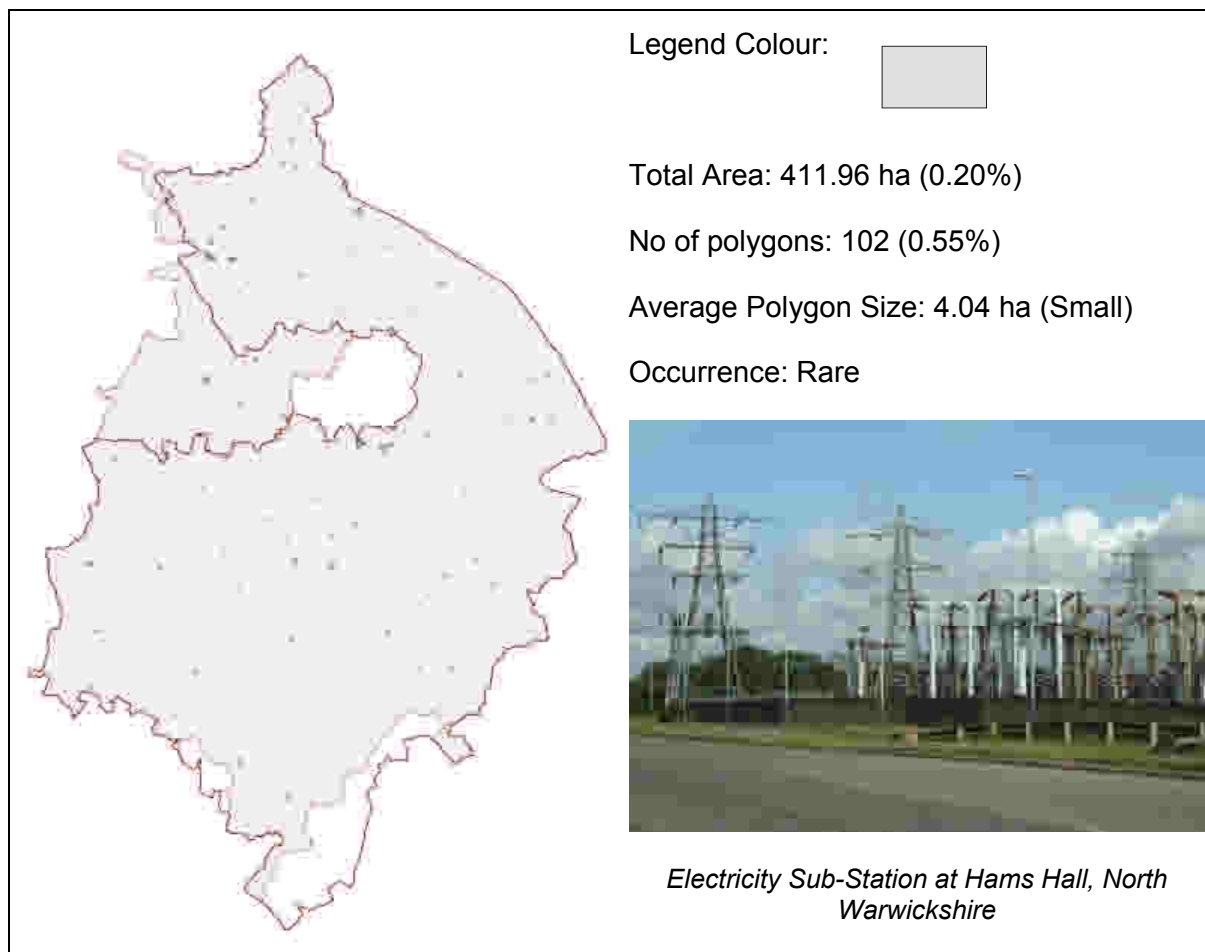 Legend Colour:
Total Area: 411.96 ha (0.20%)
No of polygons: 102 (0.55%)
Average Polygon Size: 4.04 ha (Small)
Occurrence: Rare
Electricity Sub-Station at Hams Hall, North
Warwickshire